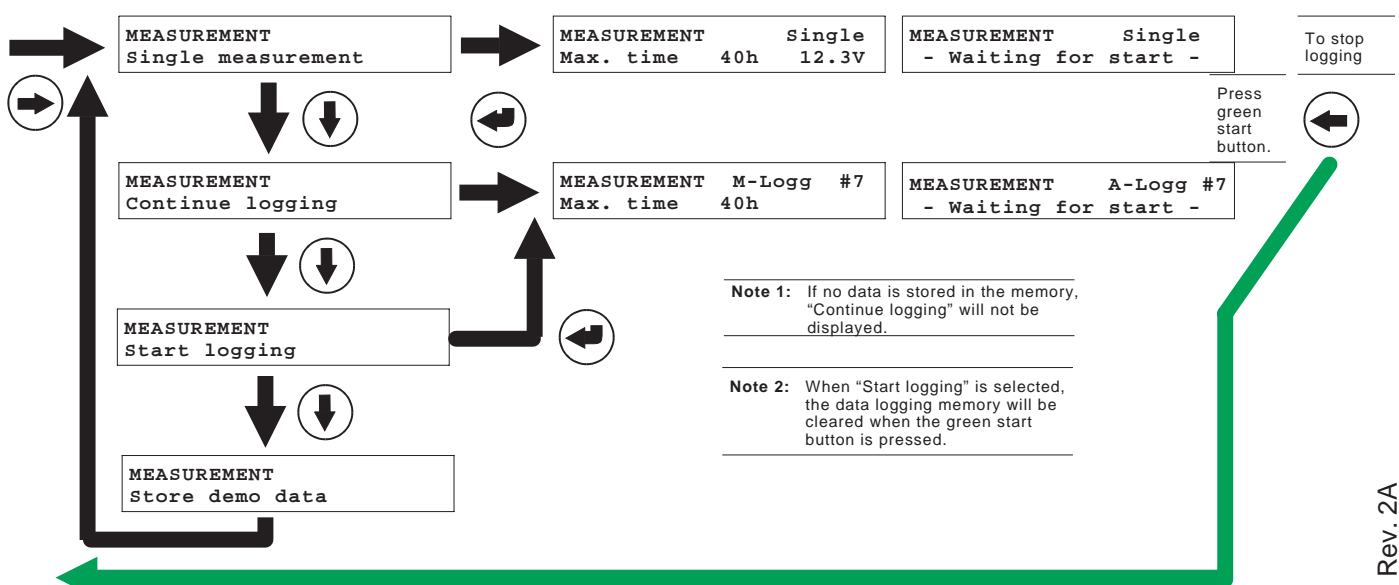 MEASUREMENT
Single measurement
MEASUREMENT Single
Max. time 40h 12.3V
MEASUREMENT Single
- Waiting for start -
To stop
logging
Press
green
start
button.
MEASUREMENT
Continue logging
MEASUREMENT M-Logg #7
Max. time 40h
MEASUREMENT A-Logg #7
- Waiting for start -
MEASUREMENT
Start logging
Note 1: If no data is stored in the memory,
“Continue logging” will not be
displayed.
Note 2: When “Start logging” is selected,
the data logging memory will be
cleared when the green start
button is pressed.
MEASUREMENT
Store demo data
Rev. 2A